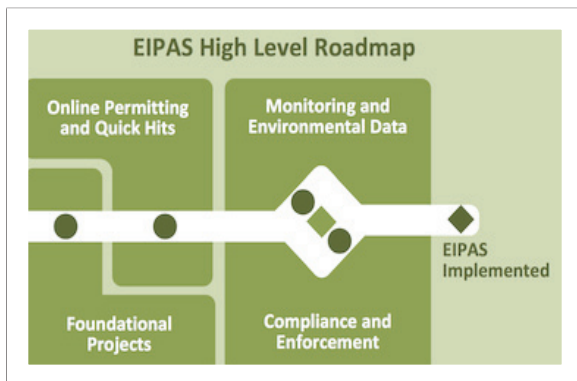 EIPAS High Level Roadmap
Online Permitting
and Quick Hits
Monitoring and
Environmental Data
EIPAS
Implemented
Foundational
Projects
Compliance and
Enforcement